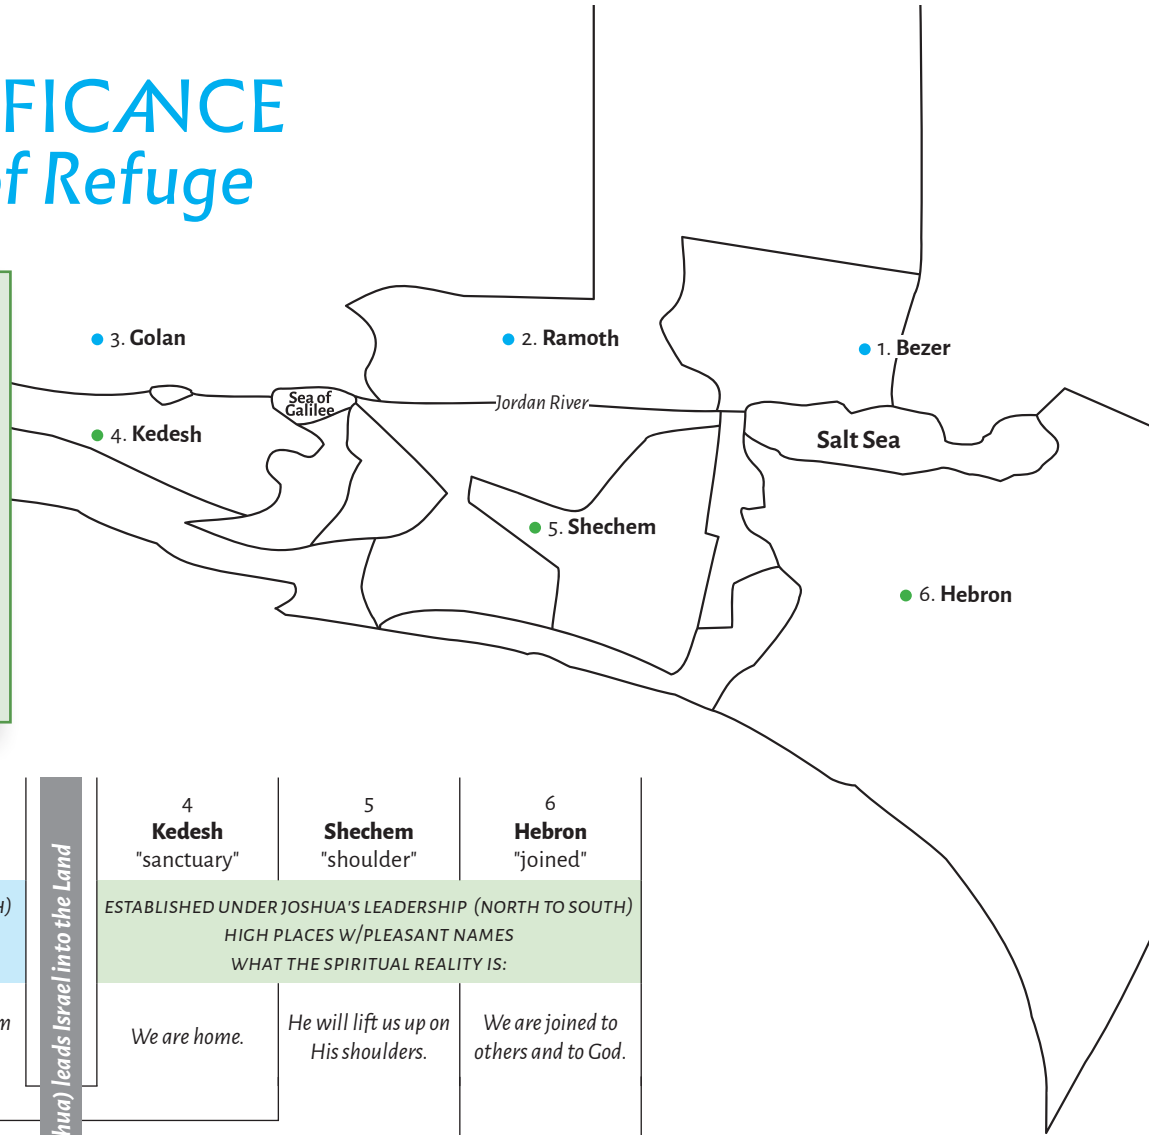 FICANCE
of Refuge
3. Golan
2. Ramoth
1. Bezer
Sea of
Galilee
Jordan River
4. Kedesh
Salt Sea
5. Shechem
6. Hebron
4
Kedesh
"sanctuary"
5
Shechem
"shoulder"
6
Hebron
"joined"
ESTABLISHED UNDER JOSHUA'S LEADERSHIP (NORTH TO SOUTH)
HIGH PLACES W/PLEASANT NAMES
WHAT THE SPIRITUAL REALITY IS:
We are home.
He will lift us up on
His shoulders.
We are joined to
others and to God.
hua) leads Israel into the Land